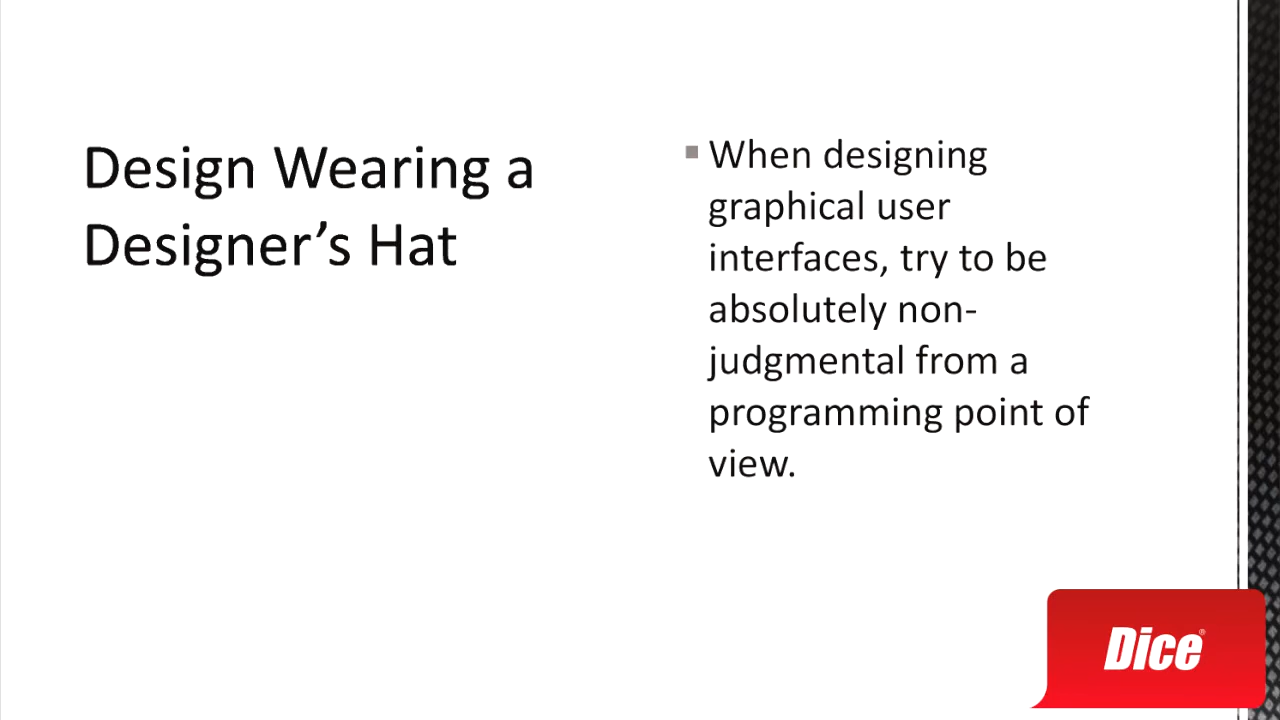 Design Wearing a
Designer’s Hat
When designing
graphical user
interfaces, try to be
absolutely non-
judgmental from a
programming point of
view.
Dice®